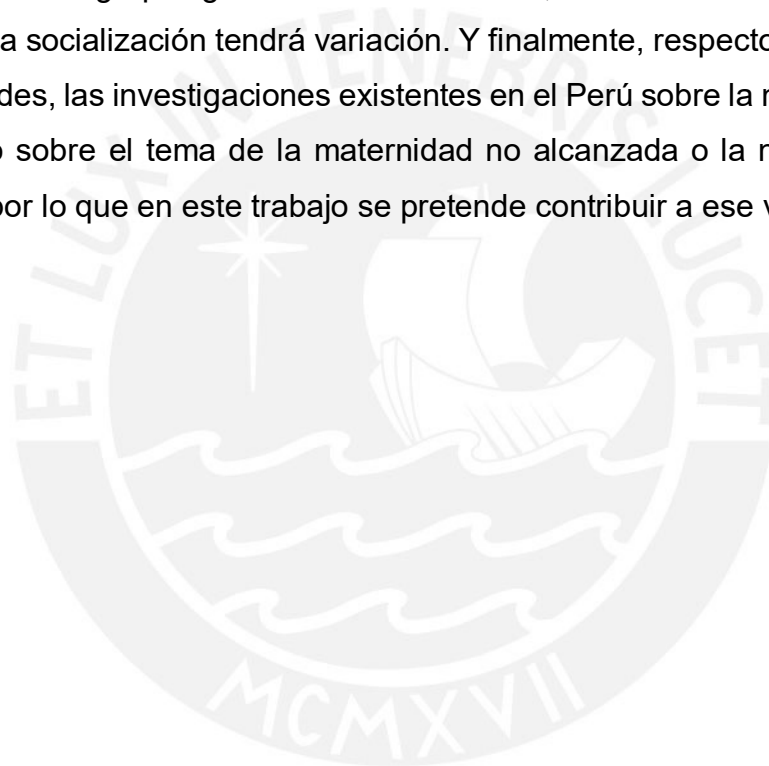 a socialización tendrá variación. Y finalmente, respecto
des, las investigaciones existentes en el Perú sobre la
sobre el tema de la maternidad no alcanzada o la
por lo que en este trabajo se pretende contribuir a ese
ET LUX IN TENEBRIS LUCET
MCMXVII